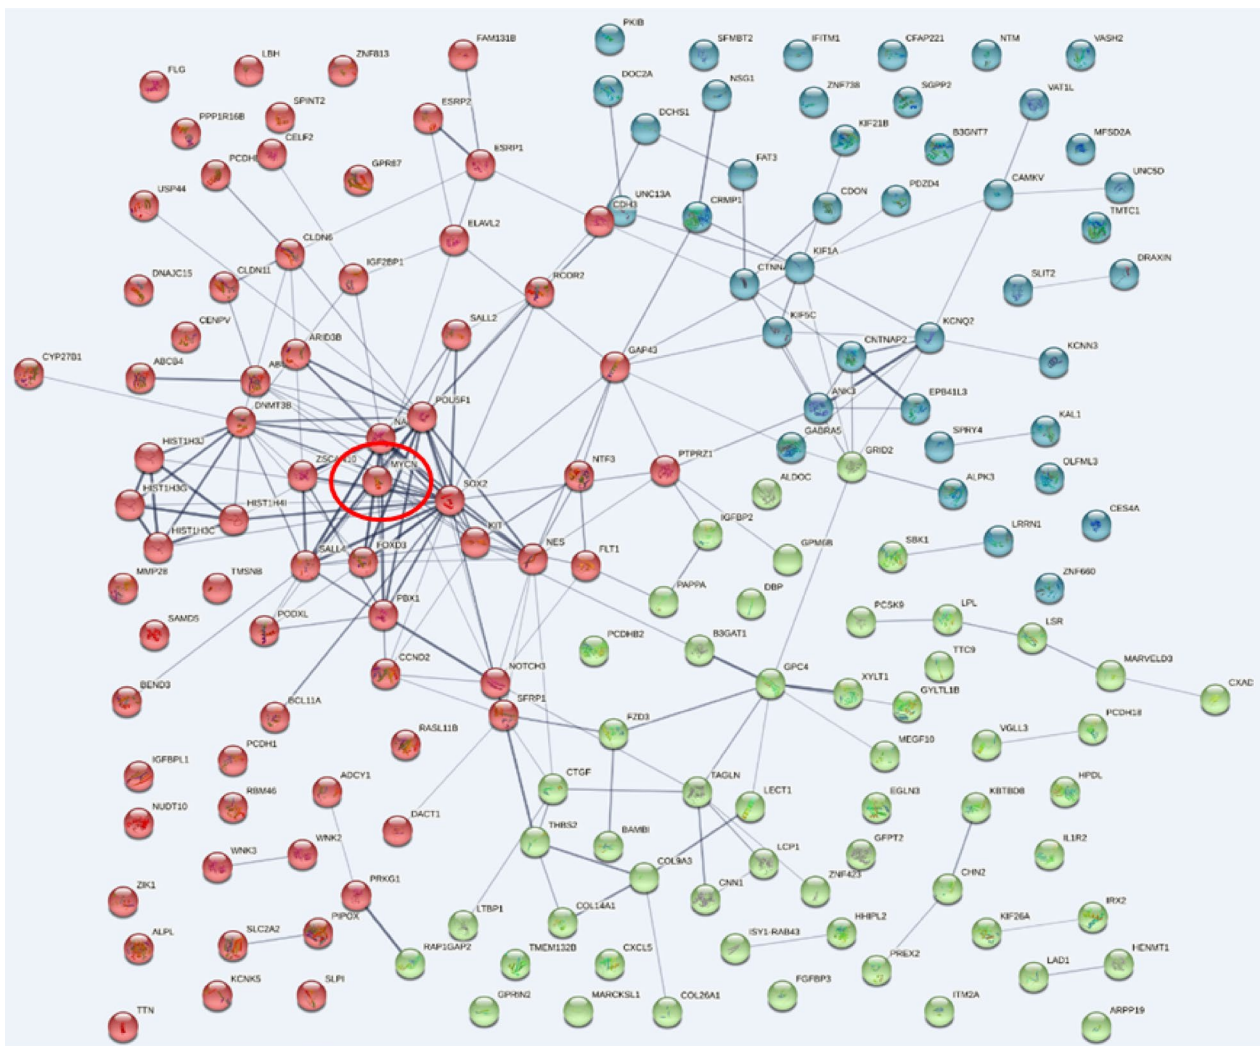 PKIB
FAM131B
SFMBT2
IFITM1
CFAP221
NTM
VASH2
LBH
ZNF813
FLG
DOC2A
NSG1
ZNF738
SGPP2
VAT1L
SPINT2
ESRP2
PPP1R16B
DCHS1
KIF21B
B3GNT7
MFSD2A
CELF2
ESRP1
PCDH
GPR87
FAT3
USP44
UNC13A
CDH3
CRMP1
CDON
PDZD4
CAMKV
UNC5D
TMTC1
ELAVL2
CLDN6
KIF1A
DNAJC15
CLDN11
IGF2BP1
RCOR2
CTNN
SLIT2
DRAXIN
CENPV
SALL2
KIF5C
KCNQ2
ARID3B
GAP43
CNTNAP2
KCNN3
CYP27B1
ABCB4
AB
ANK3
EPB41L3
DNMT3B
POU5F1
NA
GABRA5
SPRY4
KAL1
HIST1H3J
ZSCAN10
MYCN
NTF3
PTPRZ1
GRID2
OLFML3
HIST1H3G
SOX2
ALDOC
ALPK3
HIST1H4I
CES4A
HIST1H3C
KIT
IGFBP2
LRRN1
SALL4
FOXD3
NES
FLT1
GPM6B
SBK1
MMP28
TMSNB
PAPPA
DBP
ZNF660
SAMD5
PODXL
PBX1
PCSK9
LPL
LSR
PCDHB2
B3GAT1
TTC9
CCND2
NOTCH3
GPC4
XYLT1
MARVELD3
BEND3
GYLTL1B
CXAD
BCL11A
SFRP1
FZD3
RASL11B
VGLL3
PCDH18
PCDH1
MEGF10
IGFBPL1
ADCY1
CTGF
TAGLN
HPDL
NUDT10
RBM46
LECT1
EGLN3
KBTBD8
DACT1
THBS2
BAMBI
WNK3
WNK2
GFPT2
IL1R2
LCP1
COL9A3
ZIK1
PRKG1
CNN1
ZNF423
CHN2
ALPL
SLC2A2
PIPOX
LTBP1
COL14A1
ISY1-RAB43
HHIPL2
KIF26A
IRX2
RAP1GAP2
TMEM132B
CXCL5
PREX2
LAD1
HENMT1
KCNK5
SLPI
FGFBP3
GPRIN2
MARCKSL1
COL26A1
ITM2A
TTN
ARPP19